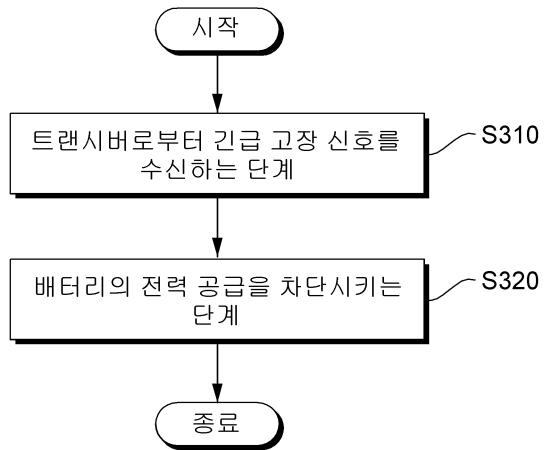 시작
트랜시버로부터 긴급 고장 신호를
수신하는 단계
S310
배터리의 전력 공급을 차단시키는
단계
S320
종료